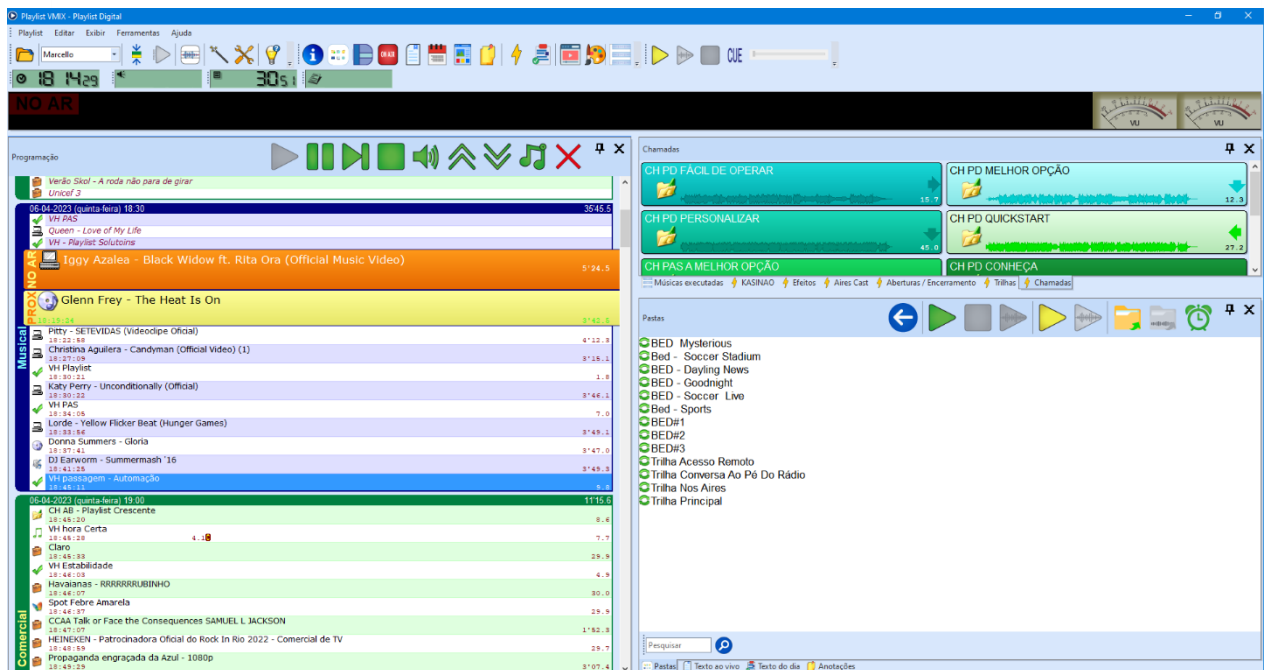 Playlist VMIX - Playlist Digital
Playlist Editar Exibir Ferramentas Ajuda
Marcello
ON AIR
CUE
18 14 29
30 51
NO AR
VU
VU
Programação
Verão Skol - A roda não para de girar
Unicef 3
06-04-2023 (quinta-feira) 18:30 35'45.5
VH PAS
Queen - Love of My Life
VH - Playlist Solutoins
NO AR
Iggy Azalea - Black Widow ft. Rita Ora (Official Music Video)
5'24.5
PROX
Glenn Frey - The Heat Is On
18:19:24 3'42.5
Musical
Pitty - SETEVIDAS (Videoclipe Oficial)
18:22:58 4'12.3
Christina Aguilera - Candyman (Official Video) (1)
18:27:09 3'15.1
VH Playlist
18:30:21 1.8
Katy Perry - Unconditionally (Official)
18:30:22 3'46.1
VH PAS
18:34:05 7.0
Lorde - Yellow Flicker Beat (Hunger Games)
18:33:56 3'49.1
Donna Summers - Gloria
18:37:41 3'47.0
DJ Earworm - Summermash '16
18:41:25 3'49.5
VH passagem - Automação
18:45:11 9.8
06-04-2023 (quinta-feira) 19:00 11'15.6
Comercial
CH AB - Playlist Crescente
18:45:20 8.6
VH hora Certa
18:45:28 7.7
Claro
18:45:33 29.9
VH Estabilidade
18:46:03 4.9
Havaianas - RRRRRRRUBINHO
18:46:07 30.0
Spot Febre Amarela
18:46:37 29.9
CCAA Talk or Face the Consequences SAMUEL L JACKSON
18:47:07 1'52.3
HEINEKEN - Patrocinadora Oficial do Rock In Rio 2022 - Comercial de TV
18:48:59 29.7
Propaganda engraçada da Azul - 1080p
18:49:29 3'07.4
Chamadas
CH PD FÁCIL DE OPERAR
15.7
CH PD MELHOR OPÇÃO
12.3
CH PD PERSONALIZAR
45.0
CH PD QUICKSTART
27.2
CH PAS A MELHOR OPÇÃO
CH PD CONHEÇA
Músicas executadas KASINAO Efeitos Aires Cast Aberturas / Encerramento Trilhas Chamadas
Pastas
BED Mysterious
Bed - Soccer Stadium
BED - Dayling News
BED - Goodnight
BED - Soccer Live
Bed - Sports
BED#1
BED#2
BED#3
Trilha Acesso Remoto
Trilha Conversa Ao Pé Do Rádio
Trilha Nos Aires
Trilha Principal
Pesquisar
Pastas Texto ao vivo Texto do dia Anotações